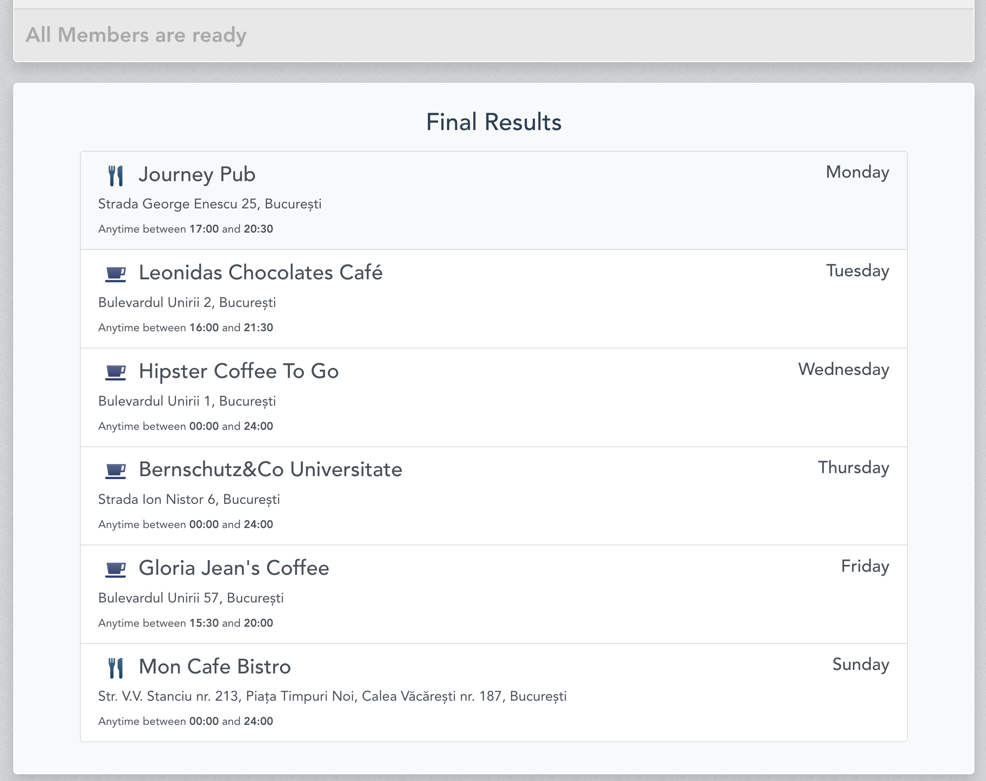 All Members are ready
Final Results
Journey Pub
Monday
Strada George Enescu 25, București
Anytime between 17:00 and 20:30
Leonidas Chocolates Café
Tuesday
Bulevardul Unirii 2, București
Anytime between 16:00 and 21:30
Hipster Coffee To Go
Wednesday
Bulevardul Unirii 1, București
Anytime between 00:00 and 24:00
Bernschutz&Co Universitate
Thursday
Strada Ion Nistor 6, București
Anytime between 00:00 and 24:00
Gloria Jean's Coffee
Friday
Bulevardul Unirii 57, București
Anytime between 15:30 and 20:00
Mon Cafe Bistro
Sunday
Str. V.V. Stanciu nr. 213, Piața Timpuri Noi, Calea Văcărești nr. 187, București
Anytime between 00:00 and 24:00